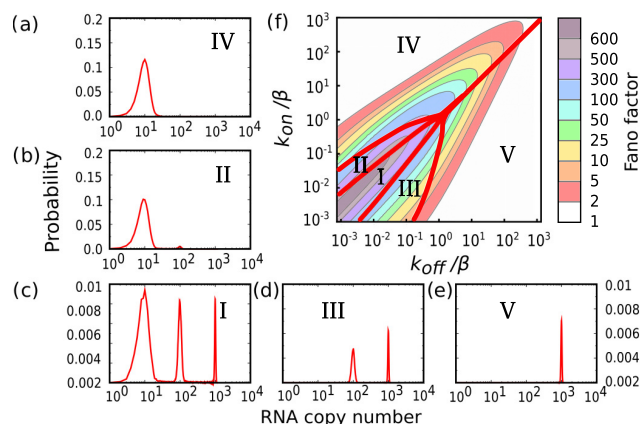 (a)
0.2
0.15
0.1
0.05
0.0
IV
10^0 10^1 10^2 10^3 10^4
(b)
0.2
0.15
0.1
0.05
0.0
II
10^0 10^1 10^2 10^3 10^4
Probability
(f)
10^3
10^2
10^1
10^0
10^-1
10^-2
10^-3
k_on/β
IV
V
II
I
III
10^-3 10^-2 10^-1 10^0 10^1 10^2 10^3
k_off/β
600
500
300
100
50
25
10
5
2
1
Fano factor
(c)
0.01
0.008
0.006
0.004
0.002
I
10^0 10^1 10^2 10^3 10^4
(d)
III
10^0 10^1 10^2 10^3 10^4
(e)
V
0.01
0.008
0.006
0.004
0.002
10^0 10^1 10^2 10^3 10^4
RNA copy number